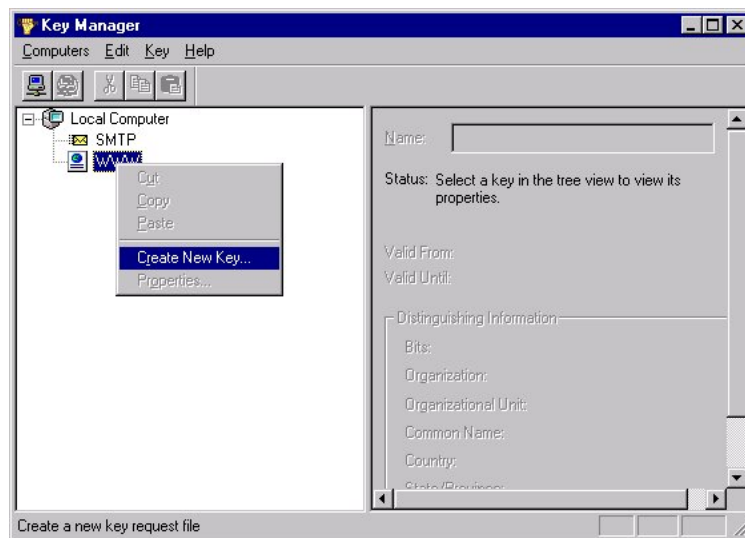 Key Manager
Computers Edit Key Help
Local Computer
SMTP
WWW
Cut
Copy
Paste
Create New Key...
Properties...
Name:
Status: Select a key in the tree view to view its
properties.
Valid From:
Valid Until:
Distinguishing Information
Bits:
Organization:
Organizational Unit:
Common Name:
Country:
State/Province:
Create a new key request file